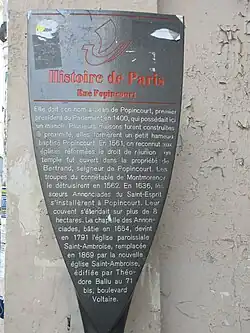 Histoire de Paris
Rue Popincourt
Elle doit son nom à Jean de Popincourt, premier
président du Parlement en 1400, qui possédait ici
un manoir. Plusieurs maisons furent construites
à proximité, elles formèrent un petit hameau
baptisé Popincourt. En 1561, on reconnut aux
églises réformées le droit de réunion : un
temple fut ouvert dans la propriété de
Bertrand, seigneur de Popincourt. Les
troupes du connétable de Montmorency
le détruisirent en 1562. En 1636, les
sœurs Annonciades du Saint-Esprit
s'installèrent à Popincourt. Leur
couvent s'étendait sur plus de 8
hectares. La chapelle des Annon-
ciades, bâtie en 1654, devint
en 1791 l'église paroissiale
Saint-Ambroise, remplacée
en 1869 par la nouvelle
église Saint-Ambroise,
édifiée par Théo-
dore Ballu au 71
bis, boulevard
Voltaire.